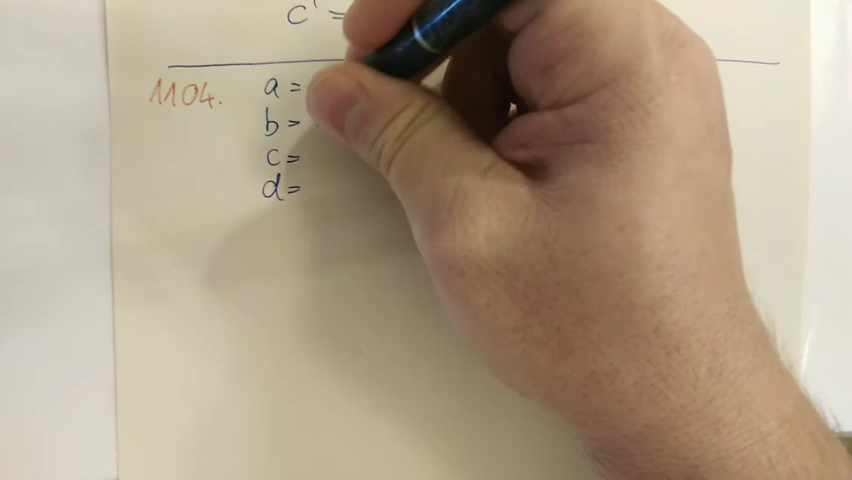 c' =
1104. a =
b =
c =
d =